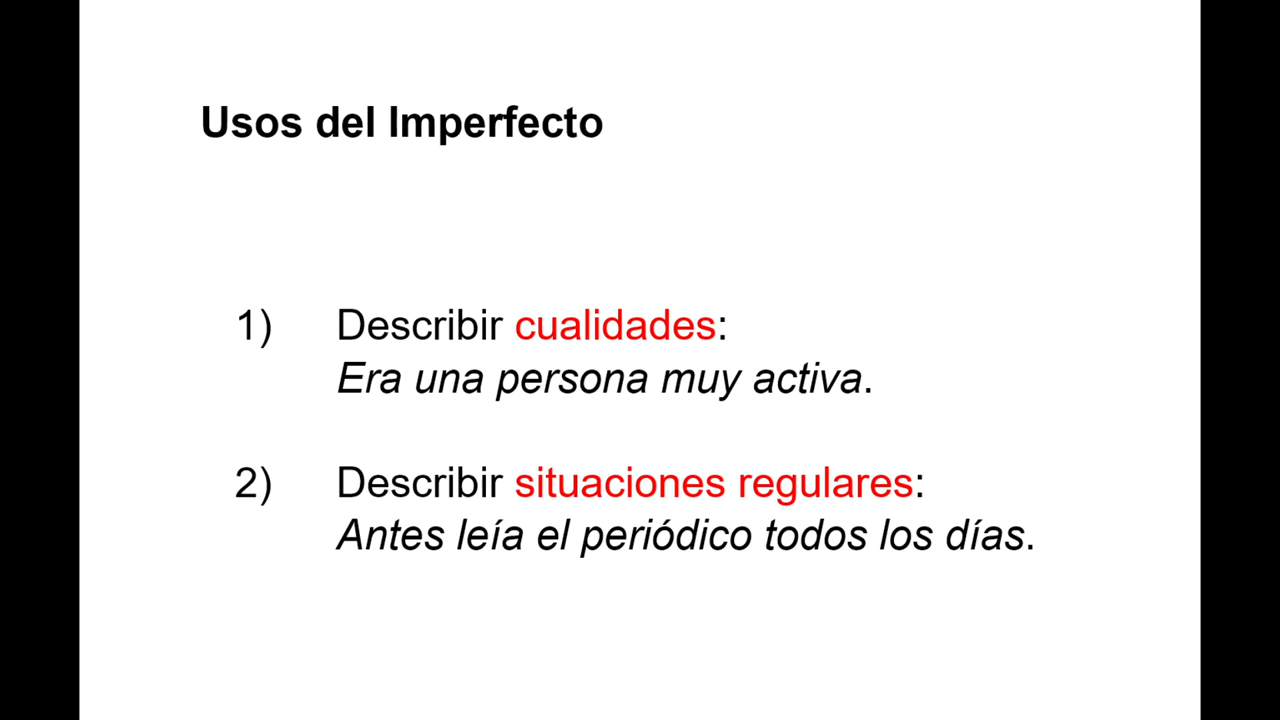 Usos del Imperfecto
1) Describir cualidades:
Era una persona muy activa.
2) Describir situaciones regulares:
Antes leía el periódico todos los días.